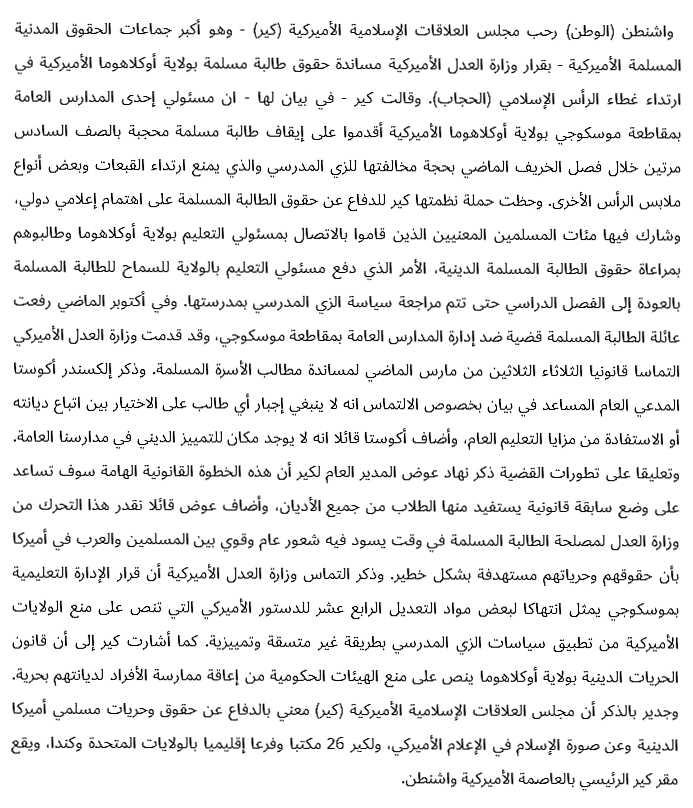 واشنطن (الوطن) رحب مجلس العلاقات الإسلامية الأميركية (كير) - وهو أكبر جماعات الحقوق المدنية
المسلمة الأميركية - بقرار وزارة العدل الأميركية مساندة حقوق طالبة مسلمة بولاية أوكلاهوما الأميركية في
ارتداء غطاء الرأس الإسلامي (الحجاب). وقالت كير - في بيان لها - ان مسئولي إحدى المدارس العامة
بمقاطعة موسكوجي بولاية أوكلاهوما الأميركية أقدموا على إيقاف طالبة مسلمة محجبة بالصف السادس
مرتين خلال فصل الخريف الماضي بحجة مخالفتها للزي المدرسي والذي يمنع ارتداء القبعات وبعض أنواع
ملابس الرأس الأخرى. وحظت حملة نظمتها كير للدفاع عن حقوق الطالبة المسلمة على اهتمام إعلامي دولي،
وشارك فيها مئات المسلمين المعنيين الذين قاموا بالاتصال بمسئولي التعليم بولاية أوكلاهوما وطالبوهم
بمراعاة حقوق الطالبة المسلمة الدينية، الأمر الذي دفع مسئولي التعليم بالولاية للسماح للطالبة المسلمة
بالعودة إلى الفصل الدراسي حتى تتم مراجعة سياسة الزي المدرسي بمدرستها. وفي أكتوبر الماضي رفعت
عائلة الطالبة المسلمة قضية ضد إدارة المدارس العامة بمقاطعة موسكوجي، وقد قدمت وزارة العدل الأميركي
التماسا قانونيا الثلاثاء الثلاثين من مارس الماضي لمساندة مطالب الأسرة المسلمة. وذكر إلكسندر أكوستا
المدعي العام المساعد في بيان بخصوص الالتماس انه لا ينبغي إجبار أي طالب على الاختيار بين اتباع ديانته
أو الاستفادة من مزايا التعليم العام، وأضاف أكوستا قائلا انه لا يوجد مكان للتمييز الديني في مدارسنا العامة.
وتعليقا على تطورات القضية ذكر نهاد عوض المدير العام لكير أن هذه الخطوة القانونية الهامة سوف تساعد
على وضع سابقة قانونية يستفيد منها الطلاب من جميع الأديان، وأضاف عوض قائلا نقدر هذا التحرك من
وزارة العدل لمصلحة الطالبة المسلمة في وقت يسود فيه شعور عام وقوي بين المسلمين والعرب في أميركا
بأن حقوقهم وحرياتهم مستهدفة بشكل خطير. وذكر التماس وزارة العدل الأميركية أن قرار الإدارة التعليمية
بموسكوجي يمثل انتهاكا لبعض مواد التعديل الرابع عشر للدستور الأميركي التي تنص على منع الولايات
الأميركية من تطبيق سياسات الزي المدرسي بطريقة غير متسقة وتمييزية. كما أشارت كير إلى أن قانون
الحريات الدينية بولاية أوكلاهوما ينص على منع الهيئات الحكومية من إعاقة ممارسة الأفراد لديانتهم بحرية.
وجدير بالذكر أن مجلس العلاقات الإسلامية الأميركية (كير) معني بالدفاع عن حقوق وحريات مسلمي أميركا
الدينية وعن صورة الإسلام في الإعلام الأميركي، ولكير 26 مكتبا وفرعا إقليميا بالولايات المتحدة وكندا، ويقع
مقر كير الرئيسي بالعاصمة الأميركية واشنطن.